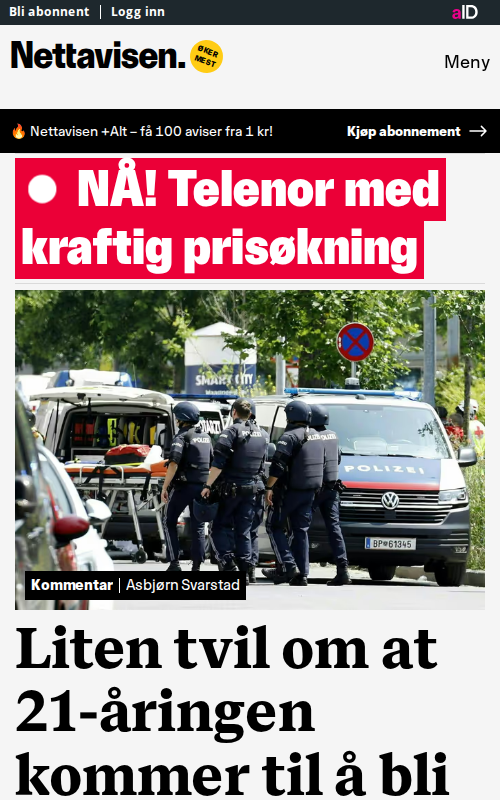 Bli abonnent | Logg inn
aID
Nettavisen.
ØKER
MEST
Meny
Nettavisen +Alt – få 100 aviser fra 1 kr!
Kjøp abonnement
NÅ! Telenor med
kraftig prisøkning
SMART CITY
POLIZEI
BP 61345
Kommentar | Asbjørn Svarstad
Liten tvil om at
21-åringen
kommer til å bli